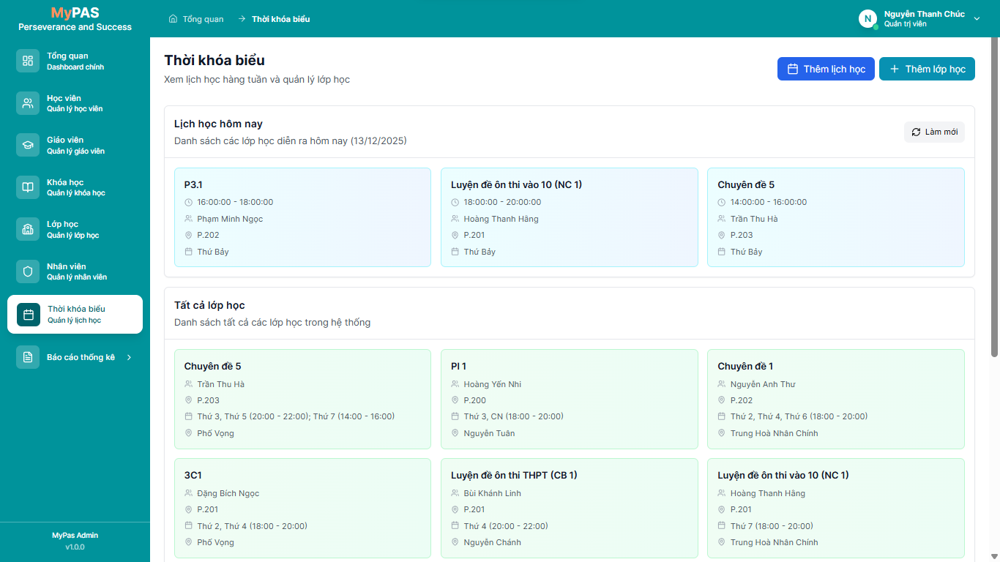 MyPAS
Perseverance and Success
Tổng quan
Thời khóa biểu
N
Nguyễn Thanh Chúc
Quản trị viên
Tổng quan
Dashboard chính
Học viên
Quản lý học viên
Giáo viên
Quản lý giáo viên
Khóa học
Quản lý khóa học
Lớp học
Quản lý lớp học
Nhân viên
Quản lý nhân viên
Thời khóa biểu
Quản lý lịch học
Báo cáo thống kê
MyPas Admin
v1.0.0
Thời khóa biểu
Xem lịch học hàng tuần và quản lý lớp học
Thêm lịch học
Thêm lớp học
Lịch học hôm nay
Danh sách các lớp học diễn ra hôm nay (13/12/2025)
Làm mới
P3.1
16:00:00 - 18:00:00
Phạm Minh Ngọc
P.202
Thứ Bảy
Luyện đề ôn thi vào 10 (NC 1)
18:00:00 - 20:00:00
Hoàng Thanh Hằng
P.201
Thứ Bảy
Chuyên đề 5
14:00:00 - 16:00:00
Trần Thu Hà
P.203
Thứ Bảy
Tất cả lớp học
Danh sách tất cả các lớp học trong hệ thống
Chuyên đề 5
Trần Thu Hà
P.203
Thứ 3, Thứ 5 (20:00 - 22:00); Thứ 7 (14:00 - 16:00)
Phố Vọng
PI 1
Hoàng Yến Nhi
P.200
Thứ 3, CN (18:00 - 20:00)
Nguyễn Tuân
Chuyên đề 1
Nguyễn Anh Thư
P.202
Thứ 2, Thứ 4, Thứ 6 (18:00 - 20:00)
Trung Hoà Nhân Chính
3C1
Đặng Bích Ngọc
P.201
Thứ 2, Thứ 4 (18:00 - 20:00)
Phố Vọng
Luyện đề ôn thi THPT (CB 1)
Bùi Khánh Linh
P.201
Thứ 4 (20:00 - 22:00)
Nguyễn Chánh
Luyện đề ôn thi vào 10 (NC 1)
Hoàng Thanh Hằng
P.201
Thứ 7 (18:00 - 20:00)
Trung Hoà Nhân Chính